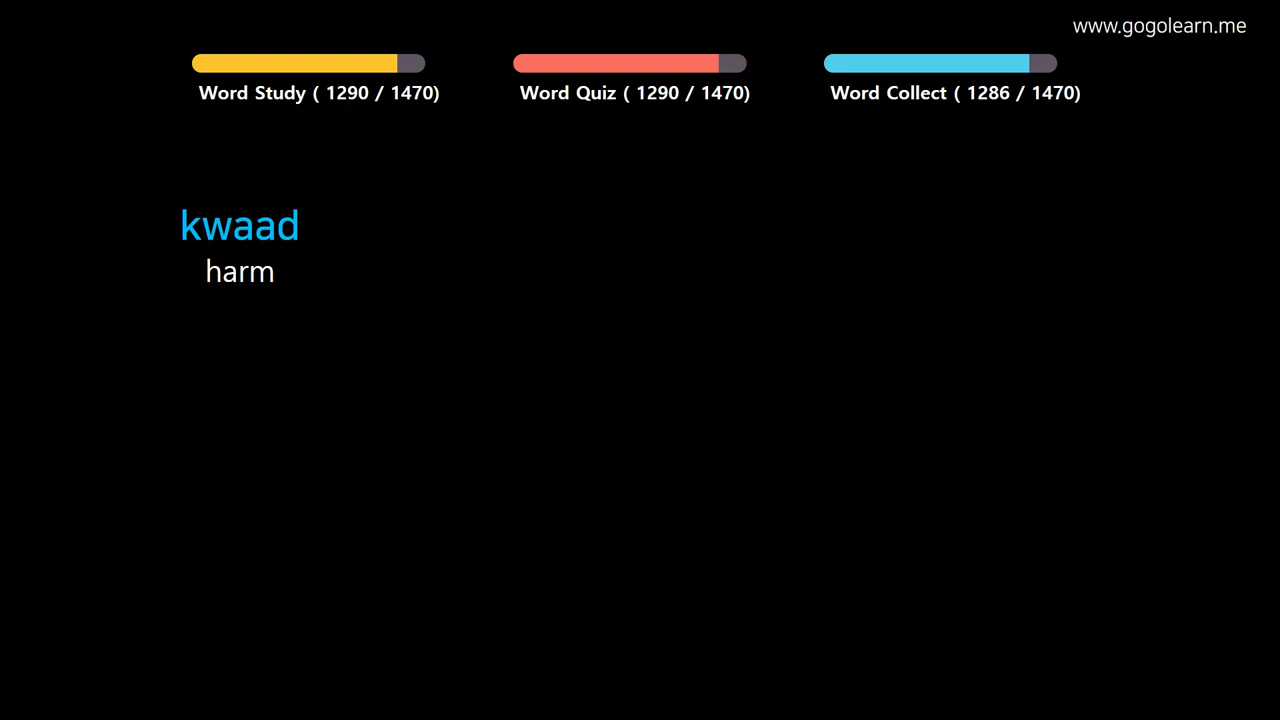 www.gogolearn.me
Word Study ( 1290 / 1470)
Word Quiz ( 1290 / 1470)
Word Collect ( 1286 / 1470)
kwaad
harm